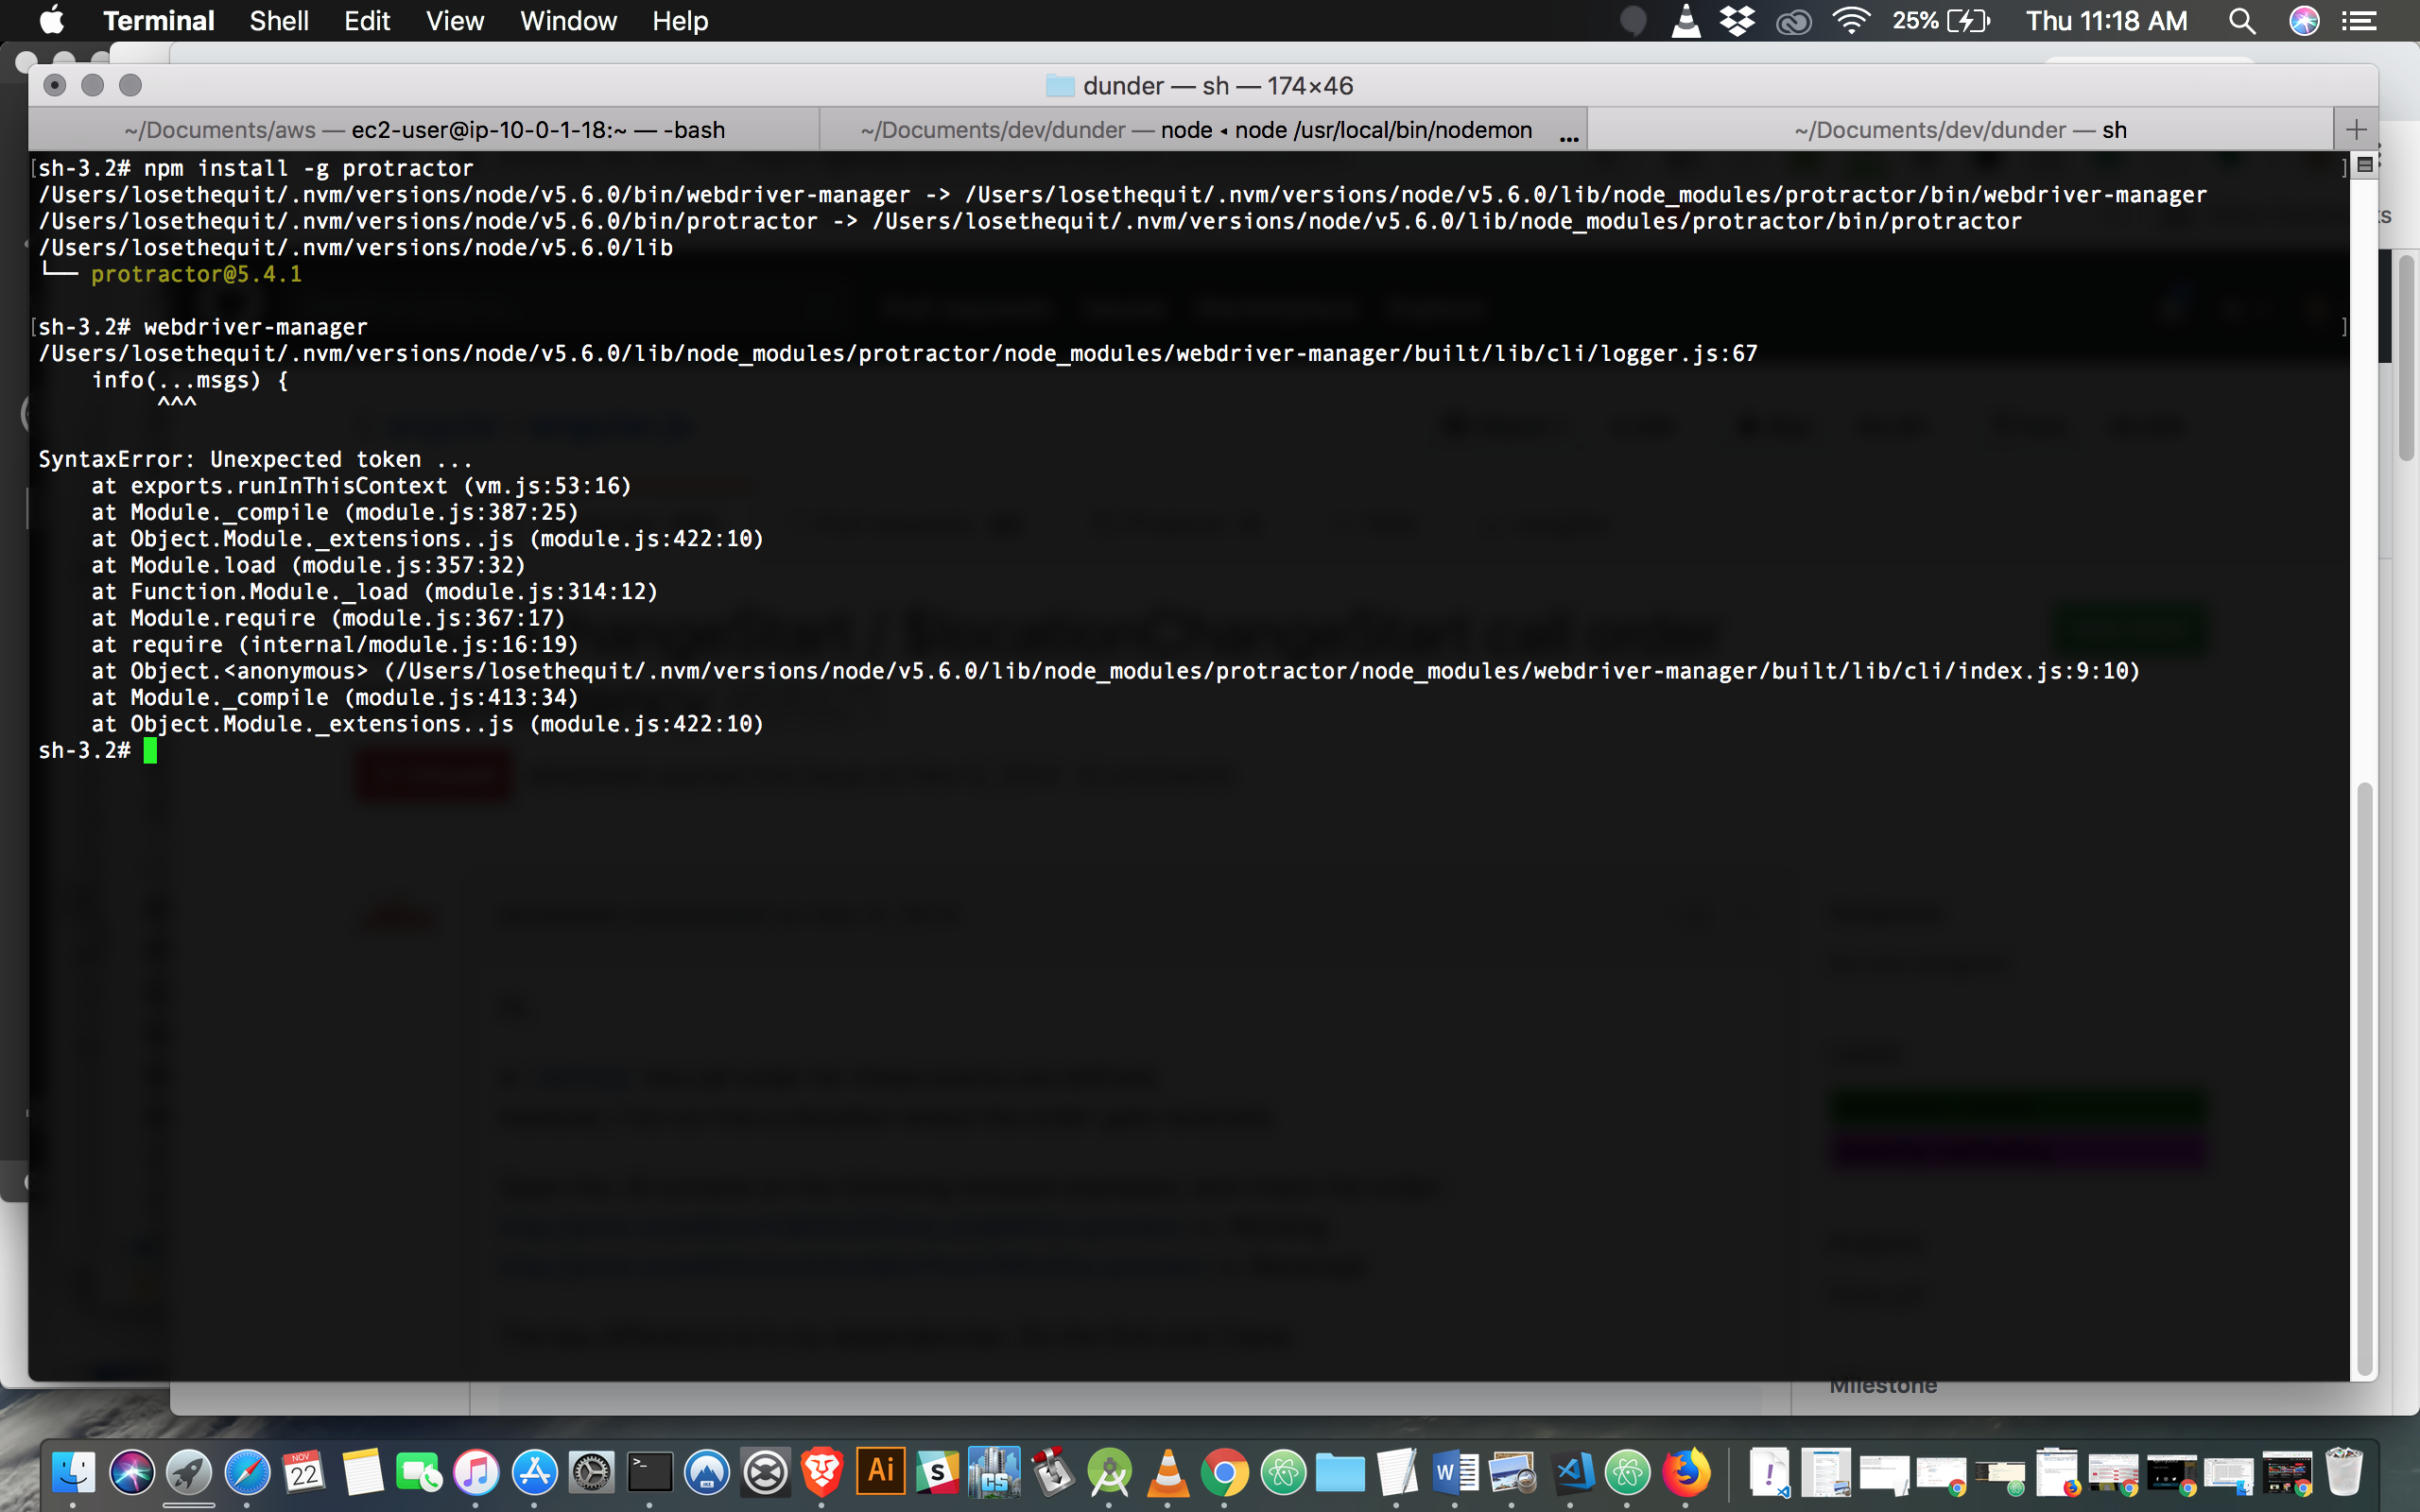 Terminal Shell Edit View Window Help 25% Thu 11:18 AM
dunder — sh — 174×46
~/Documents/aws — ec2-user@ip-10-0-1-18:~ — -bash ~/Documents/dev/dunder — node ◂ node /usr/local/bin/nodemon ... ~/Documents/dev/dunder — sh
[sh-3.2# npm install -g protractor ]
/Users/losethequit/.nvm/versions/node/v5.6.0/bin/webdriver-manager -> /Users/losethequit/.nvm/versions/node/v5.6.0/lib/node_modules/protractor/bin/webdriver-manager
/Users/losethequit/.nvm/versions/node/v5.6.0/bin/protractor -> /Users/losethequit/.nvm/versions/node/v5.6.0/lib/node_modules/protractor/bin/protractor
/Users/losethequit/.nvm/versions/node/v5.6.0/lib
└── protractor@5.4.1
[sh-3.2# webdriver-manager ]
/Users/losethequit/.nvm/versions/node/v5.6.0/lib/node_modules/protractor/node_modules/webdriver-manager/built/lib/cli/logger.js:67
    info(...msgs) {
         ^^^
SyntaxError: Unexpected token ...
    at exports.runInThisContext (vm.js:53:16)
    at Module._compile (module.js:387:25)
    at Object.Module._extensions..js (module.js:422:10)
    at Module.load (module.js:357:32)
    at Function.Module._load (module.js:314:12)
    at Module.require (module.js:367:17)
    at require (internal/module.js:16:19)
    at Object.<anonymous> (/Users/losethequit/.nvm/versions/node/v5.6.0/lib/node_modules/protractor/node_modules/webdriver-manager/built/lib/cli/index.js:9:10)
    at Module._compile (module.js:413:34)
    at Object.Module._extensions..js (module.js:422:10)
sh-3.2#
Milestone
NOV
22
Ai
S
CS
W